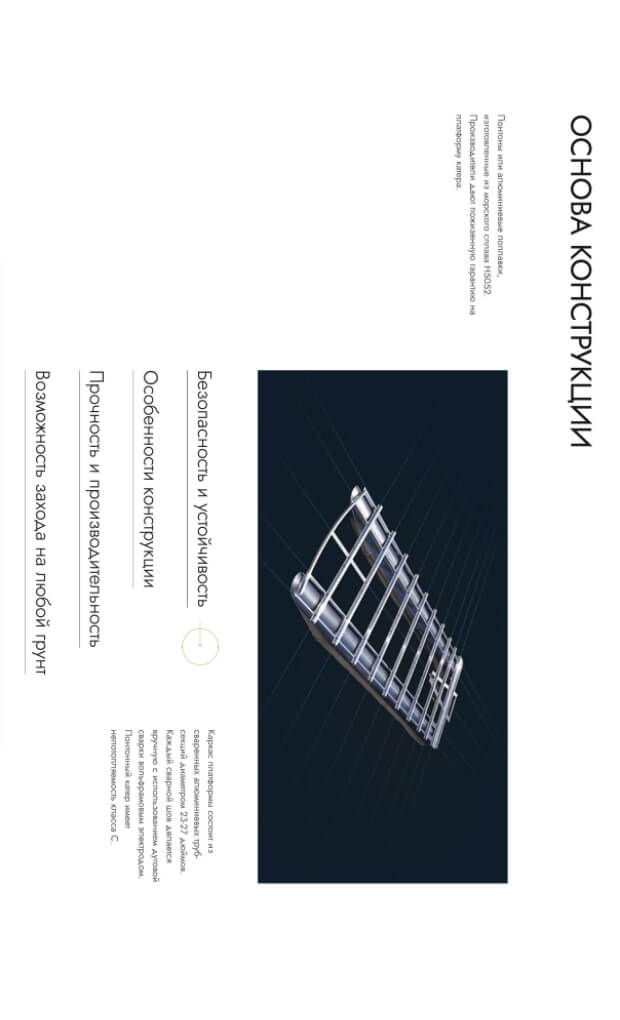 ОСНОВА КОНСТРУКЦИИ
Понтоны или алюминиевые поплавки,
изготовленные из морского сплава H5052.
Производители дают пожизненную гарантию на
платформу катера.
Безопасность и устойчивость
Особенности конструкции
Прочность и производительность
Возможность захода на любой грунт
Каркас платформы состоит из
сваренных алюминиевых труб-
секций диаметром 23-27 дюймов.
Каждый сварной шов делается
вручную с использованием дуговой
сварки вольфрамовым электродом.
Понтонный катер имеет
непотопляемость класса С.